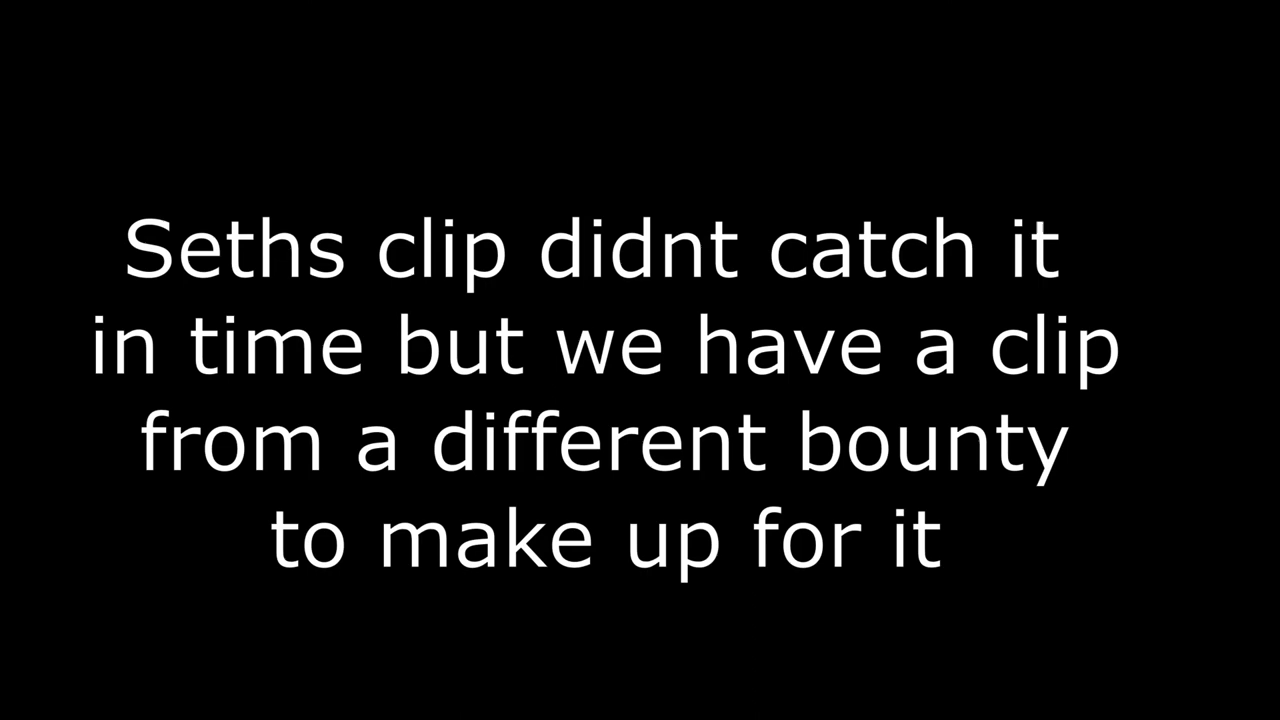 Seths clip didnt catch it
in time but we have a clip
from a different bounty
to make up for it